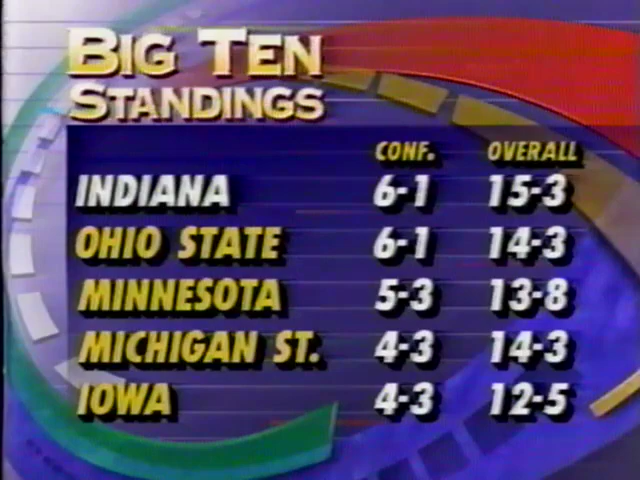 BIG TEN
STANDINGS
CONF. OVERALL
INDIANA 6-1 15-3
OHIO STATE 6-1 14-3
MINNESOTA 5-3 13-8
MICHIGAN ST. 4-3 14-3
IOWA 4-3 12-5